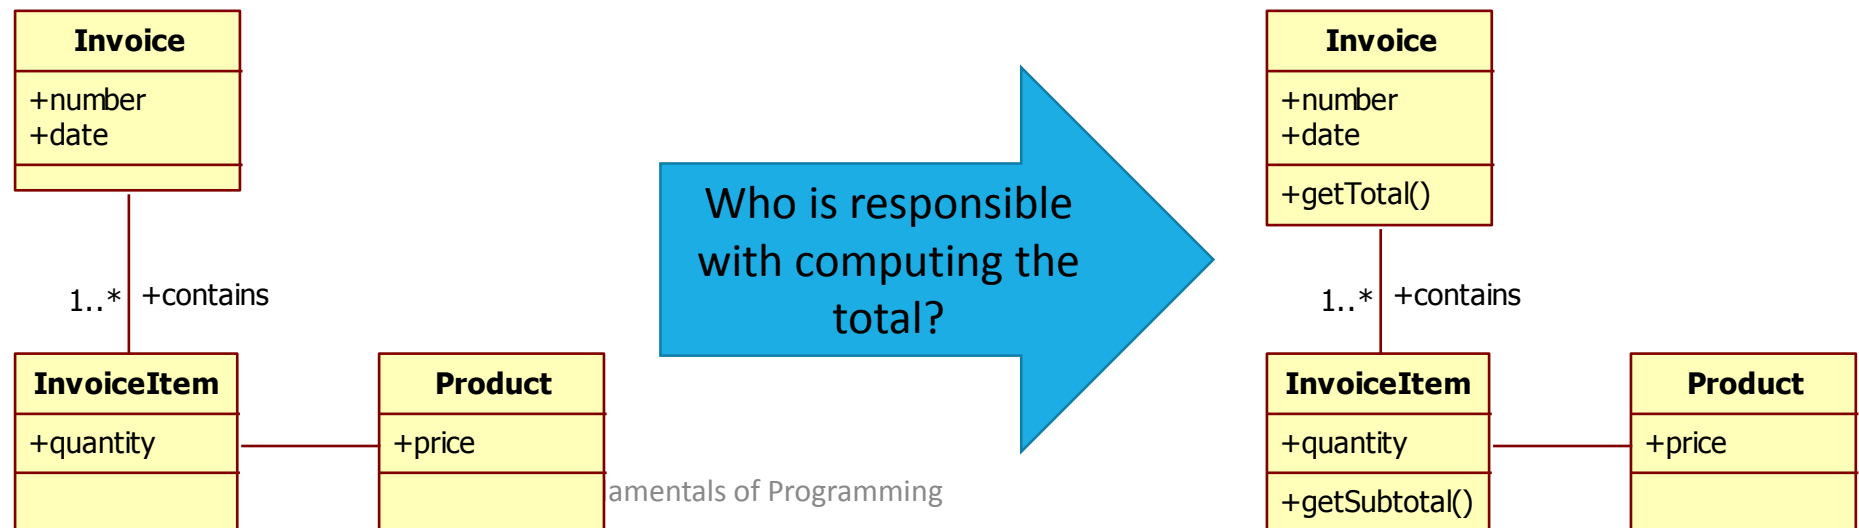 Invoice
+number
+date
1..* +contains
InvoiceItem
+quantity
Product
+price
Who is responsible
with computing the
total?
amentals of Programming
Invoice
+number
+date
+getTotal()
1..* +contains
InvoiceItem
+quantity
+getSubtotal()
Product
+price